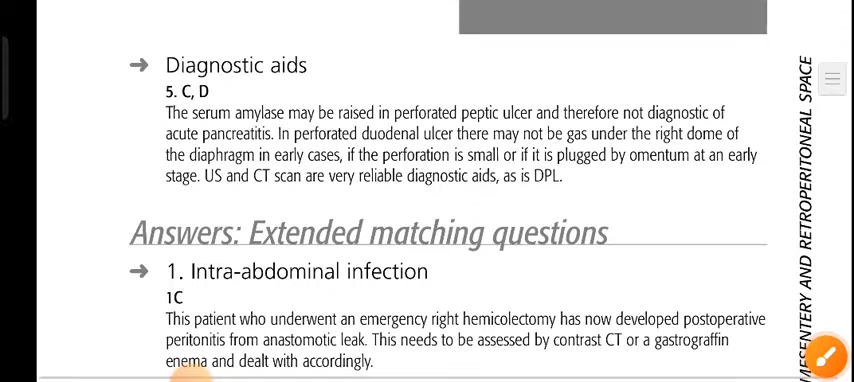 ➔ Diagnostic aids
5. C, D
The serum amylase may be raised in perforated peptic ulcer and therefore not diagnostic of
acute pancreatitis. In perforated duodenal ulcer there may not be gas under the right dome of
the diaphragm in early cases, if the perforation is small or if it is plugged by omentum at an early
stage. US and CT scan are very reliable diagnostic aids, as is DPL.
Answers: Extended matching questions
➔ 1. Intra-abdominal infection
1C
This patient who underwent an emergency right hemicolectomy has now developed postoperative
peritonitis from anastomotic leak. This needs to be assessed by contrast CT or a gastrograffin
enema and dealt with accordingly.
MESENTERY AND RETROPERITONEAL SPACE